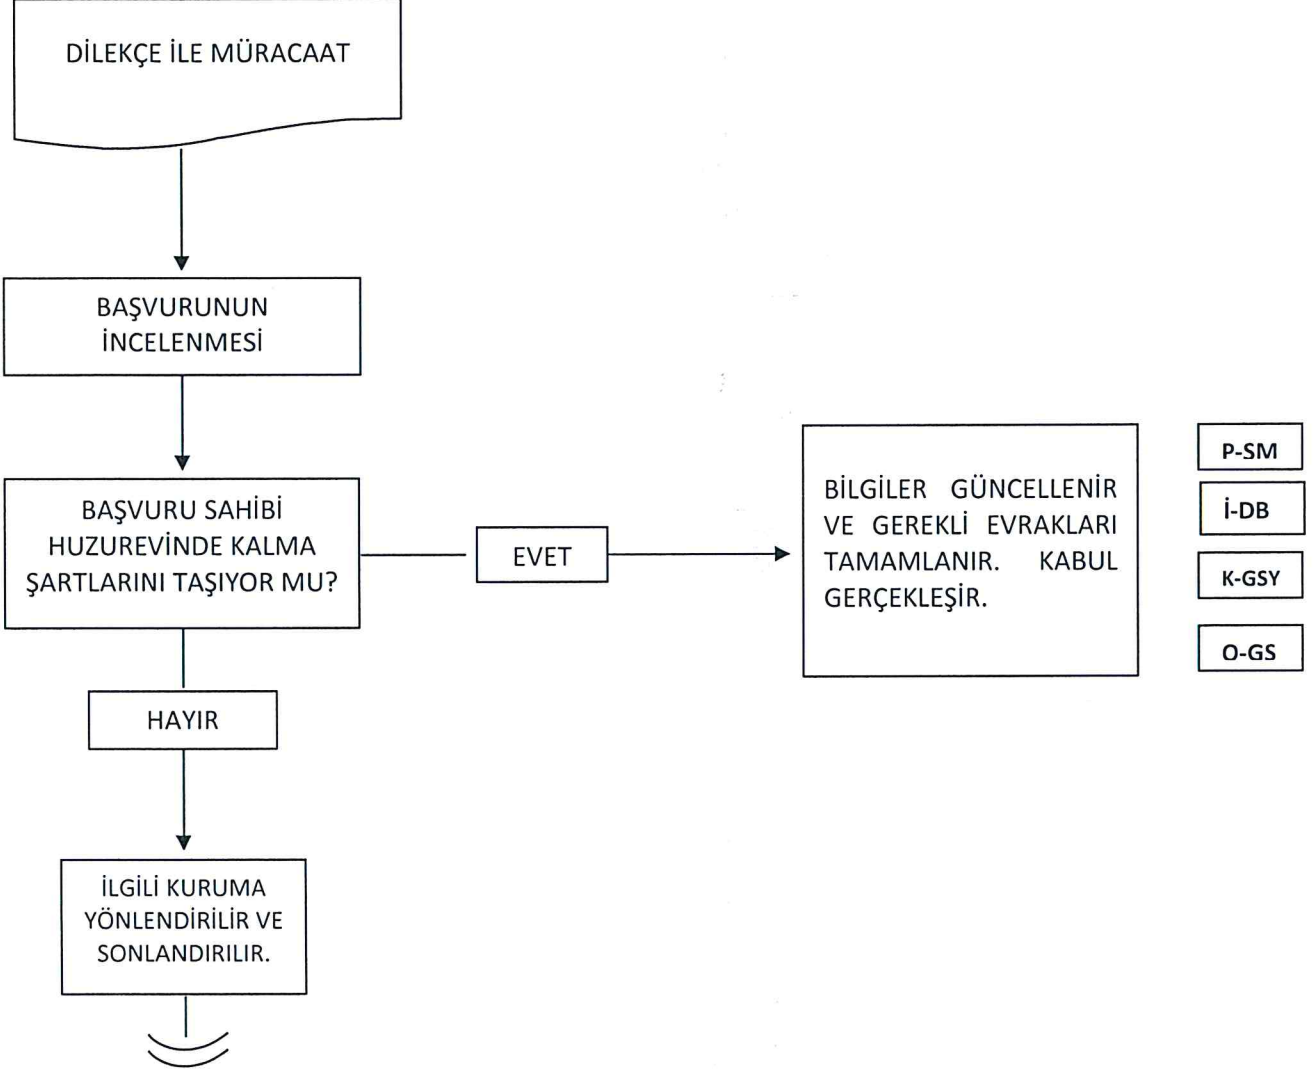 DİLEKÇE İLE MÜRACAAT
BAŞVURUNUN
İNCELENMESİ
BAŞVURU SAHİBİ
HUZUREVİNDE KALMA
ŞARTLARINI TAŞIYOR MU?
EVET
BİLGİLER GÜNCELLENİR
VE GEREKLİ EVRAKLARI
TAMAMLANIR. KABUL
GERÇEKLEŞİR.
P-SM
İ-DB
K-GSY
O-GS
HAYIR
İLGİLİ KURUMA
YÖNLENDİRİLİR VE
SONLANDIRILIR.